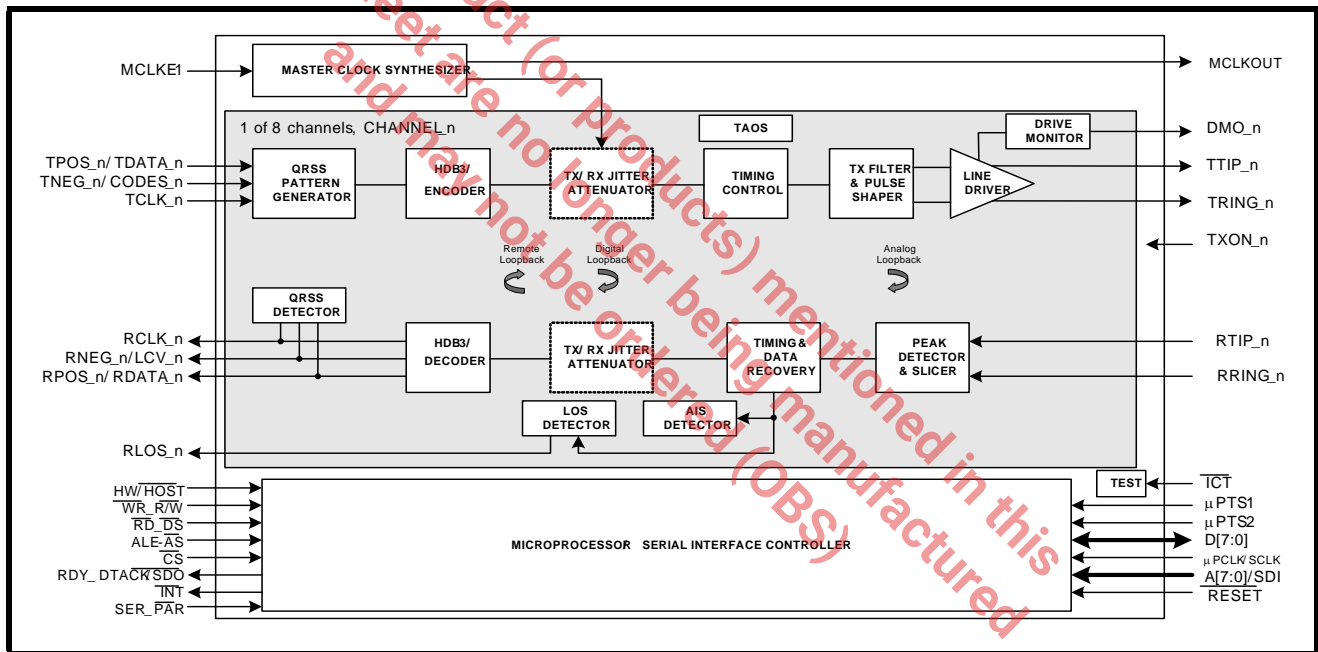 MCLKE1
MASTER CLOCK SYNTHESIZER
MCLKOUT
1 of 8 channels, CHANNEL_n
TAOS
DRIVE
MONITOR
DMO_n
TPOS_n/ TDATA_n
TNEG_n/ CODES_n
TCLK_n
QRSS
PATTERN
GENERATOR
HDB3/
ENCODER
TX/ RX JITTER
ATTENUATOR
TIMING
CONTROL
TX FILTER
& PULSE
SHAPER
LINE
DRIVER
TTIP_n
TRING_n
TXON_n
Remote
Loopback
Digital
Loopback
Analog
Loopback
QRSS
DETECTOR
RCLK_n
RNEG_n/ LCV_n
RPOS_n/ RDATA_n
HDB3/
DECODER
TX/ RX JITTER
ATTENUATOR
TIMING &
DATA
RECOVERY
PEAK
DETECTOR
& SLICER
RTIP_n
RRING_n
LOS
DETECTOR
AIS
DETECTOR
RLOS_n
TEST
ICT
HW/HOST
WR_R/W
RD_DS
ALE-AS
CS
RDY_DTACK/SDO
INT
SER_PAR
MICROPROCESSOR SERIAL INTERFACE CONTROLLER
µPTS1
µPTS2
D[7:0]
µPCLK/SCLK
A[7:0]/SDI
RESET
uct (or products) mentioned in this
eet are no longer being manufactured
and may not be ordered (OBS)